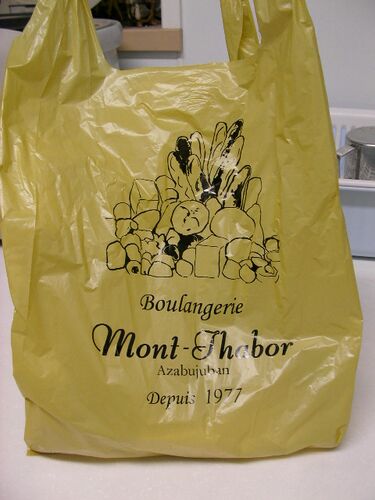 Boulangerie
Mont-Thabor
Azabujuban
Depuis 1977